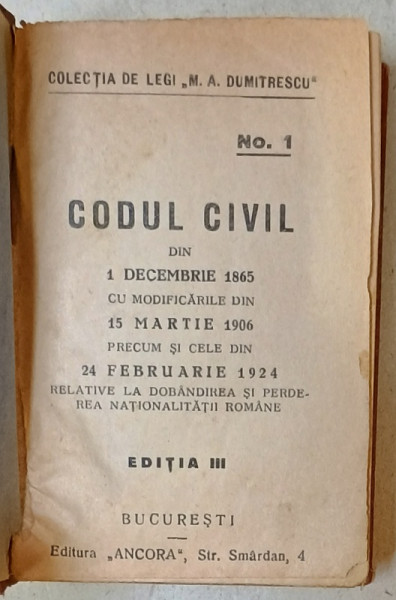 COLECȚIA DE LEGI „M. A. DUMITRESCU“
No. 1
CODUL CIVIL
DIN
1 DECEMBRIE 1865
CU MODIFICĂRILE DIN
15 MARTIE 1906
PRECUM ȘI CELE DIN
24 FEBRUARIE 1924
RELATIVE LA DOBÂNDIREA ȘI PERDE-
REA NAȚIONALITĂȚII ROMÂNE
EDIȚIA III
BUCUREȘTI
Editura „ANCORA“, Str. Smârdan, 4